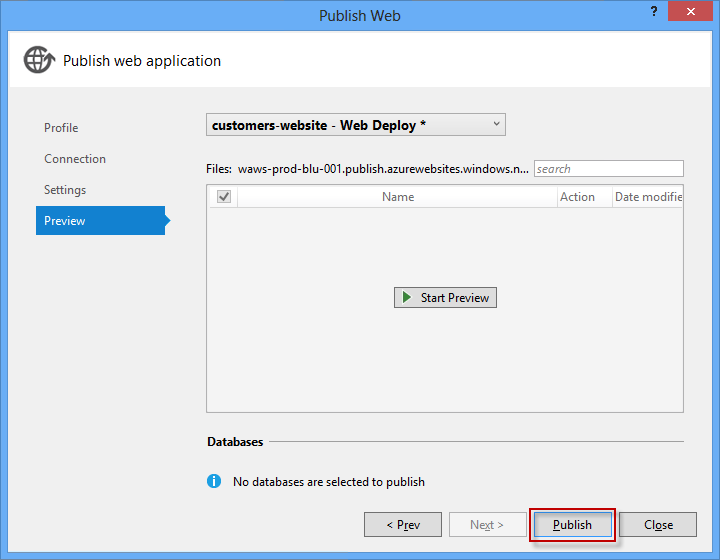 Publish Web
?
Publish web application
Profile
Connection
Settings
Preview
customers-website - Web Deploy *
Files: waws-prod-blu-001.publish.azurewebsites.windows.n... search
Name Action Date modifie
Start Preview
Databases
No databases are selected to publish
< Prev Next > Publish Close